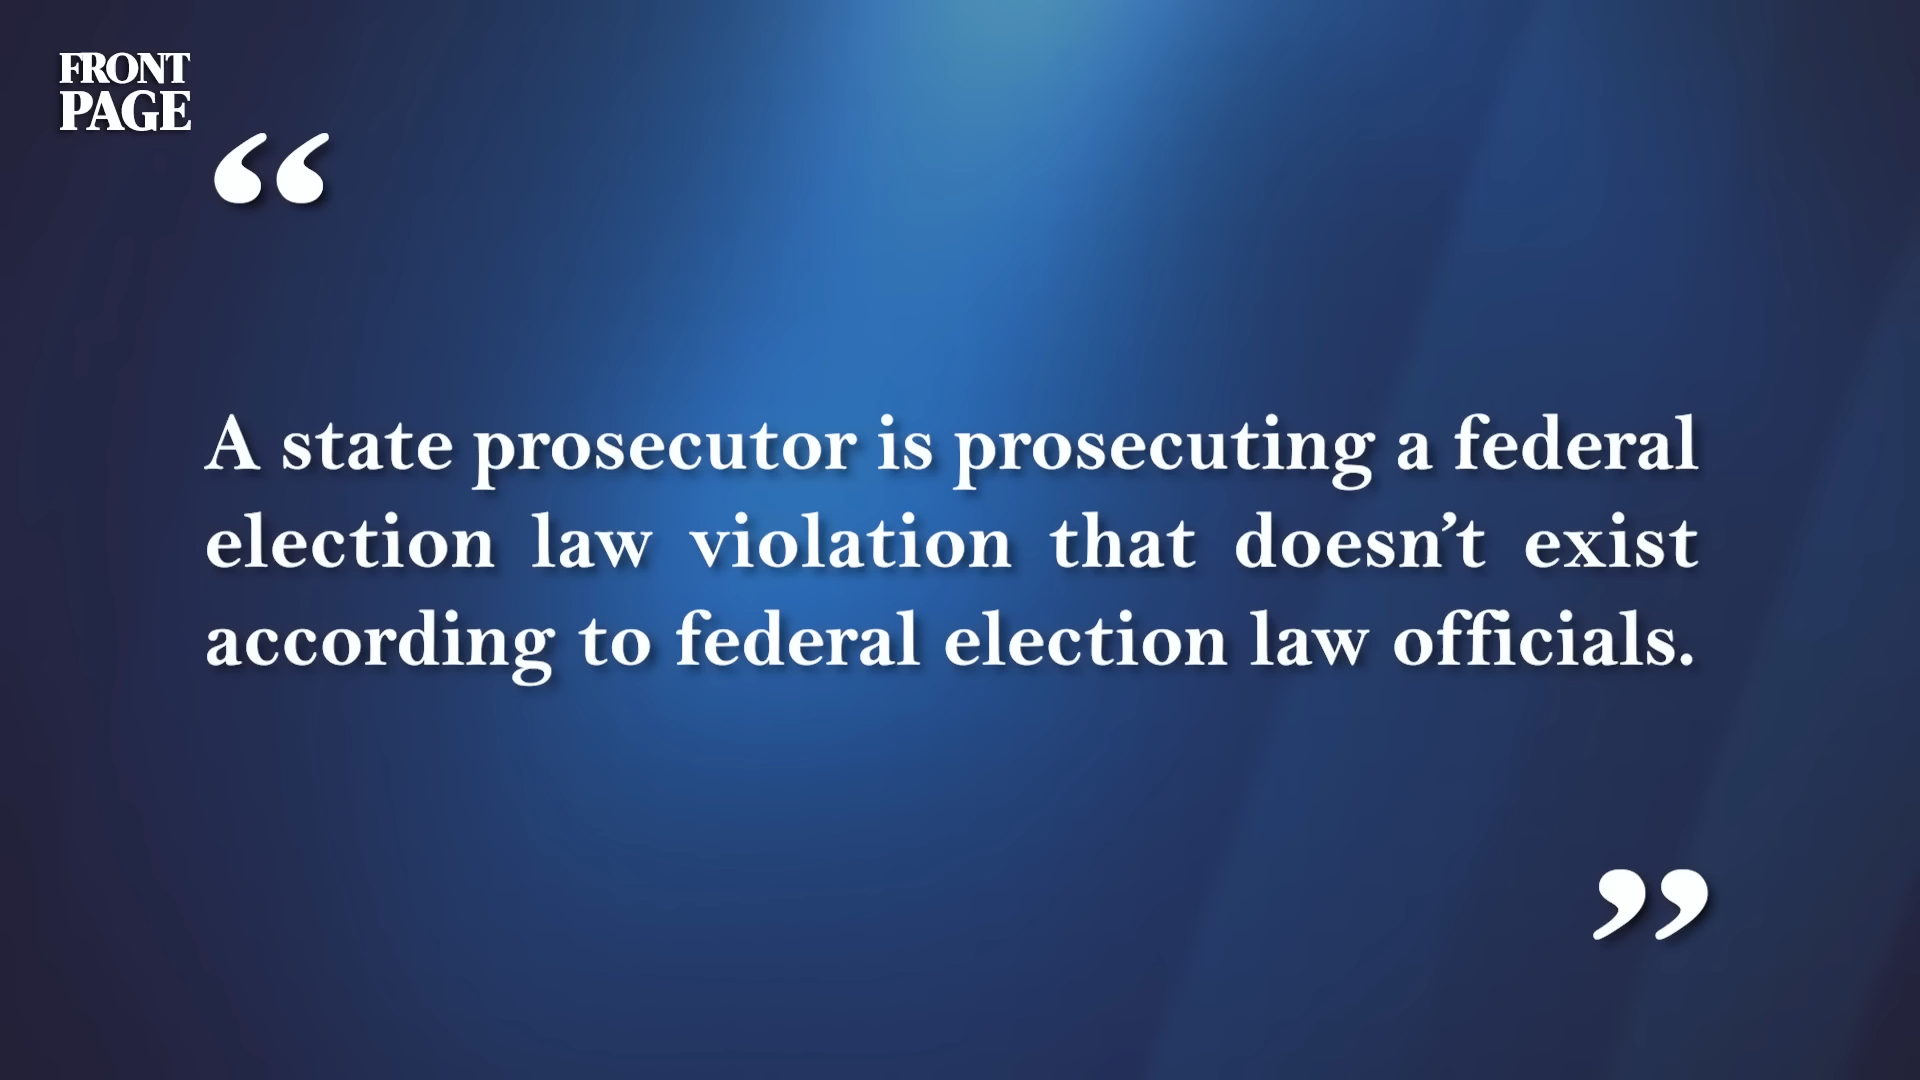 FRONT
PAGE
“
A state prosecutor is prosecuting a federal
election law violation that doesn’t exist
according to federal election law officials.
”